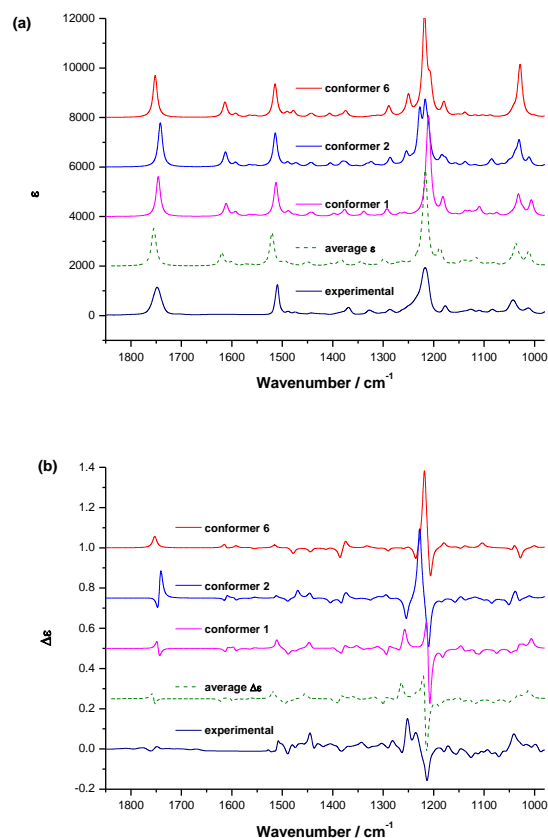 (a)
12000
10000
8000
6000
4000
2000
0
ε
conformer 6
conformer 2
conformer 1
average ε
experimental
1800 1700 1600 1500 1400 1300 1200 1100 1000
Wavenumber / cm-1
(b)
1.4
1.2
1.0
0.8
0.6
0.4
0.2
0.0
-0.2
Δε
conformer 6
conformer 2
conformer 1
average Δε
experimental
1800 1700 1600 1500 1400 1300 1200 1100 1000
Wavenumber / cm-1